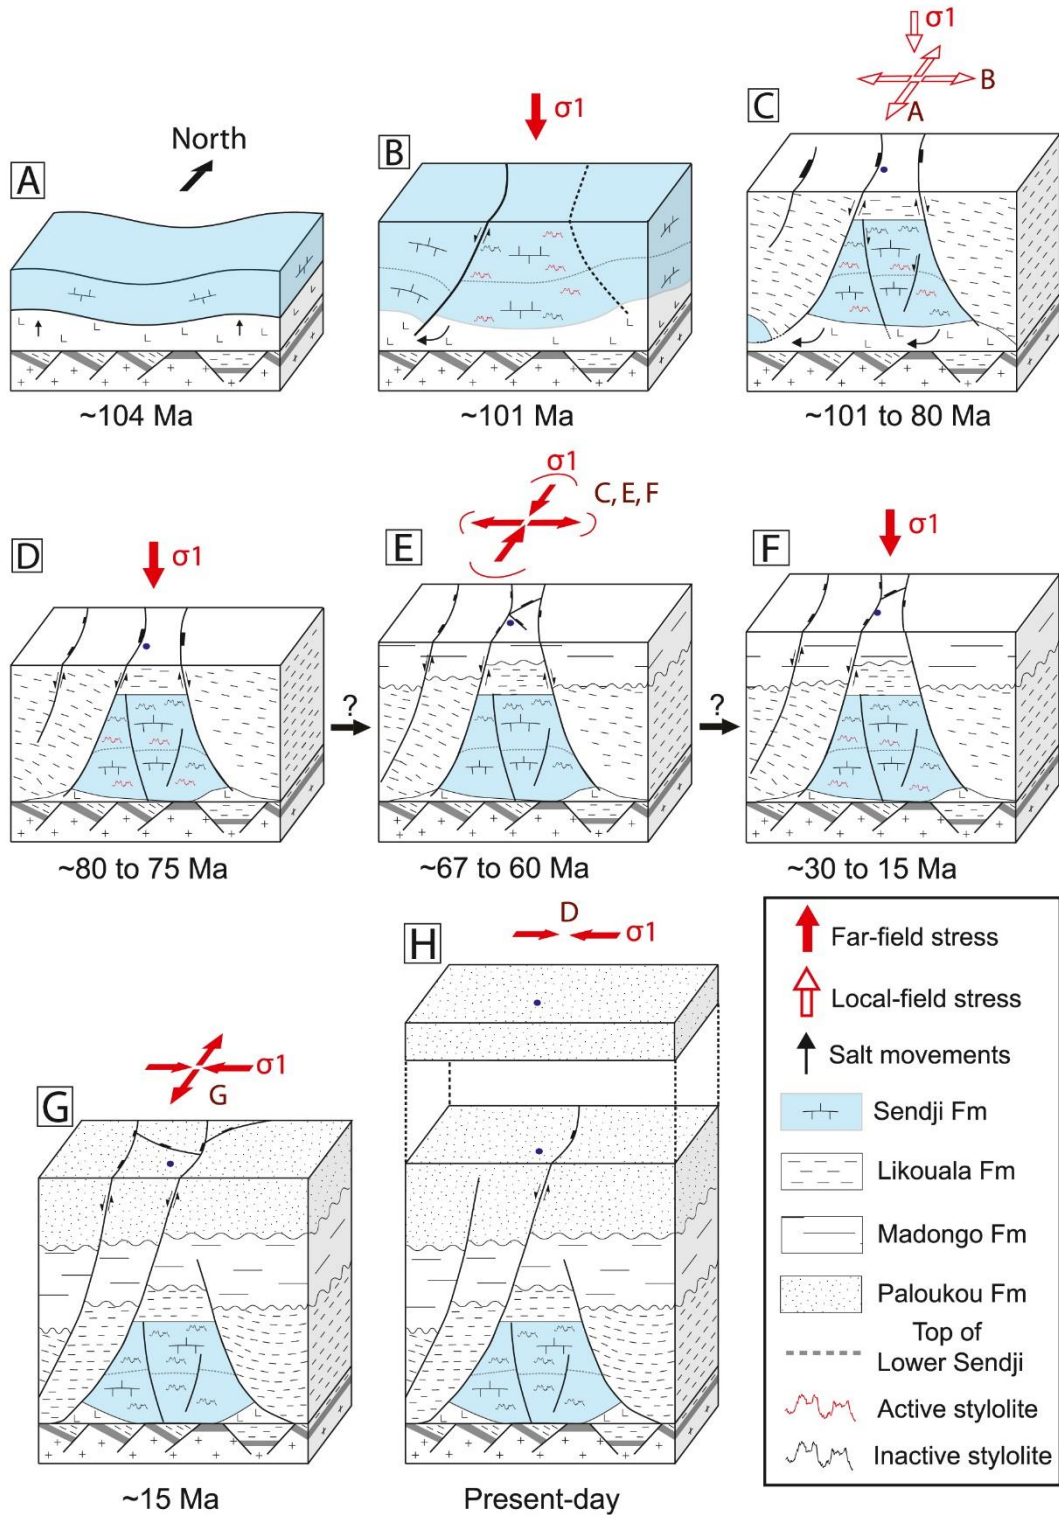 σ1
B
A
C
North
A
σ1
B
~104 Ma
~101 Ma
~101 to 80 Ma
σ1
C, E, F
σ1
D
E
σ1
F
?
?
~80 to 75 Ma
~67 to 60 Ma
~30 to 15 Ma
D
σ1
H
σ1
G
G
~15 Ma
Present-day
Far-field stress
Local-field stress
Salt movements
Sendji Fm
Likouala Fm
Madongo Fm
Paloukou Fm
Top of
Lower Sendji
Active stylolite
Inactive stylolite